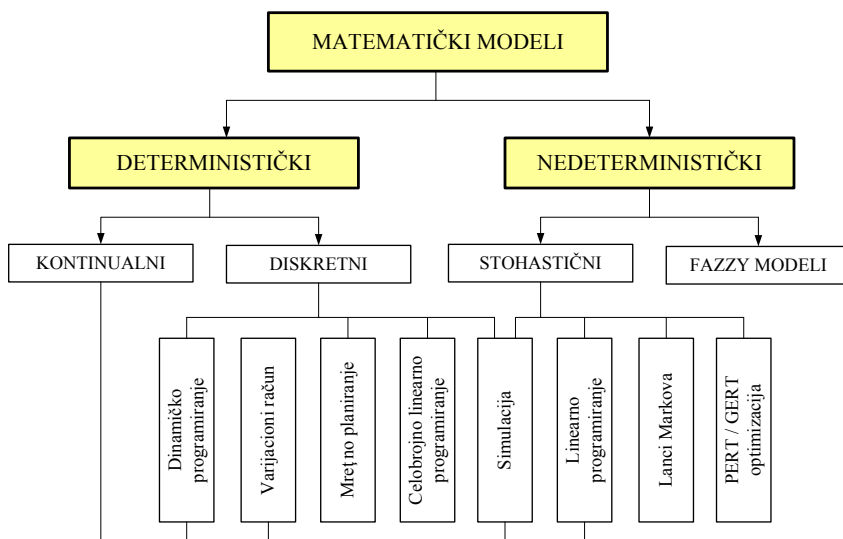 MATEMATIČKI MODELI
DETERMINISTIČKI
NEDETERMINISTIČKI
KONTINUALNI
DISKRETNI
STOHASTIČNI
FAZZY MODELI
Dinamičko
programiranje
Varijacioni račun
Mreţno planiranje
Celobrojno linearno
programiranje
Simulacija
Linearno
programiranje
Lanci Markova
PERT / GERT
optimizacija